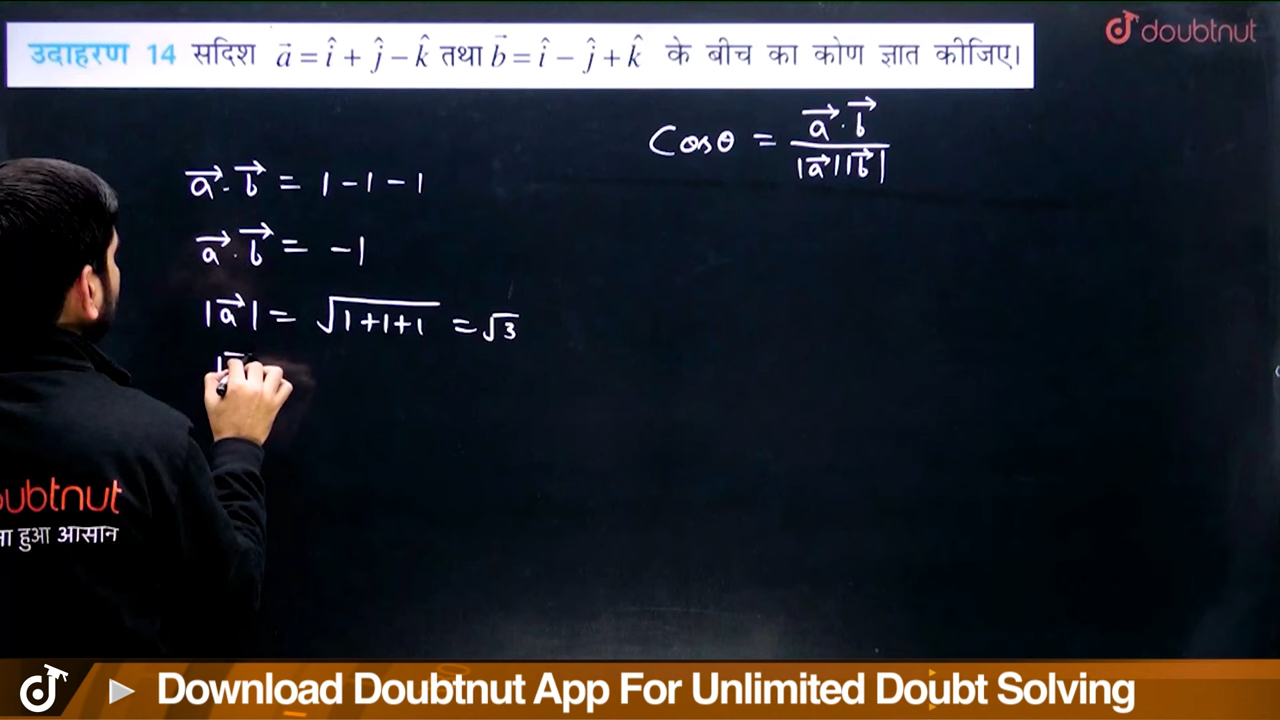 doubtnut
उदाहरण 14 सदिश a⃗ = î + ĵ − k̂ तथा b⃗ = î − ĵ + k̂ के बीच का कोण ज्ञात कीजिए।
Cosθ = a⃗·b⃗ / |a⃗||b⃗|
a⃗·b⃗ = 1 − 1 − 1
a⃗·b⃗ = −1
|a⃗| = √1+1+1 = √3
oubtnut
ना हुआ आसान
Download Doubtnut App For Unlimited Doubt Solving